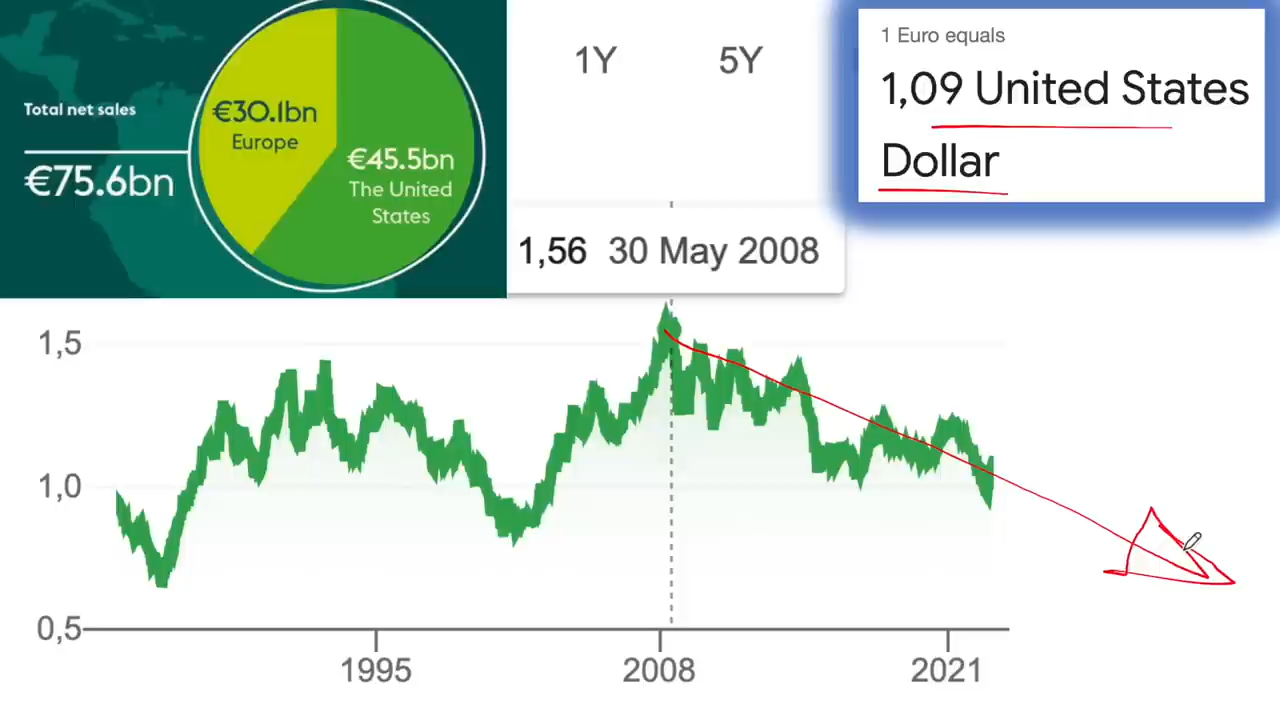 Total net sales
€75.6bn
€30.1bn
Europe
€45.5bn
The United
States
1Y
5Y
1 Euro equals
1,09 United States
Dollar
1,56 30 May 2008
1,5
1,0
0,5
1995
2008
2021